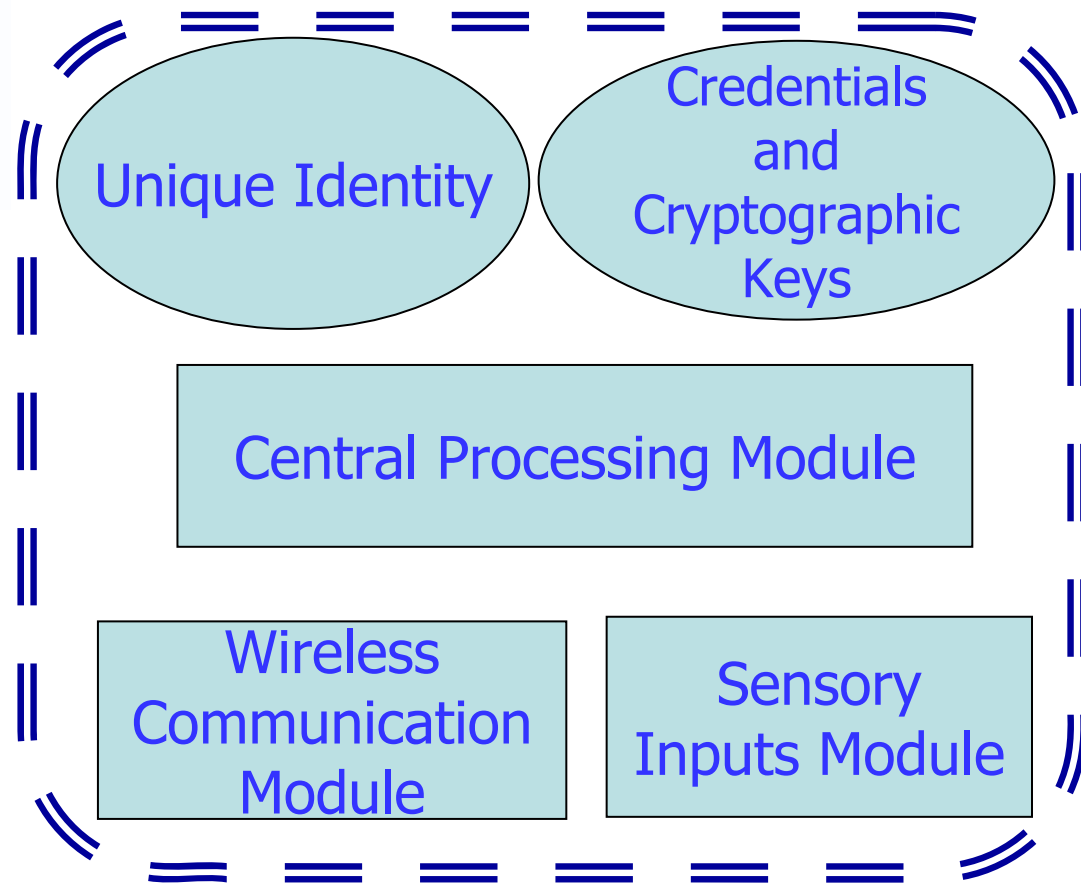 Unique Identity
Credentials
and
Cryptographic
Keys
Central Processing Module
Wireless
Communication
Module
Sensory
Inputs Module